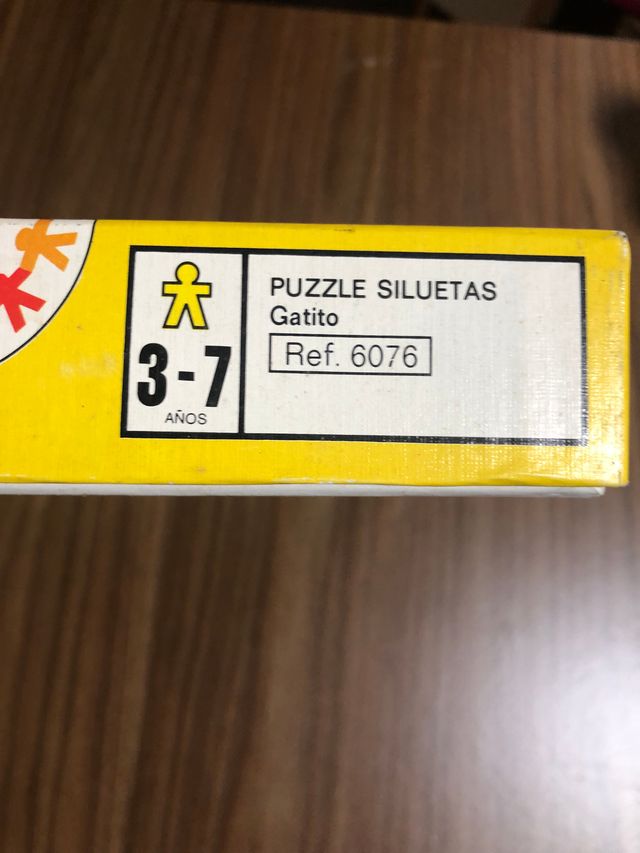 3-7
AÑOS
PUZZLE SILUETAS
Gatito
Ref. 6076